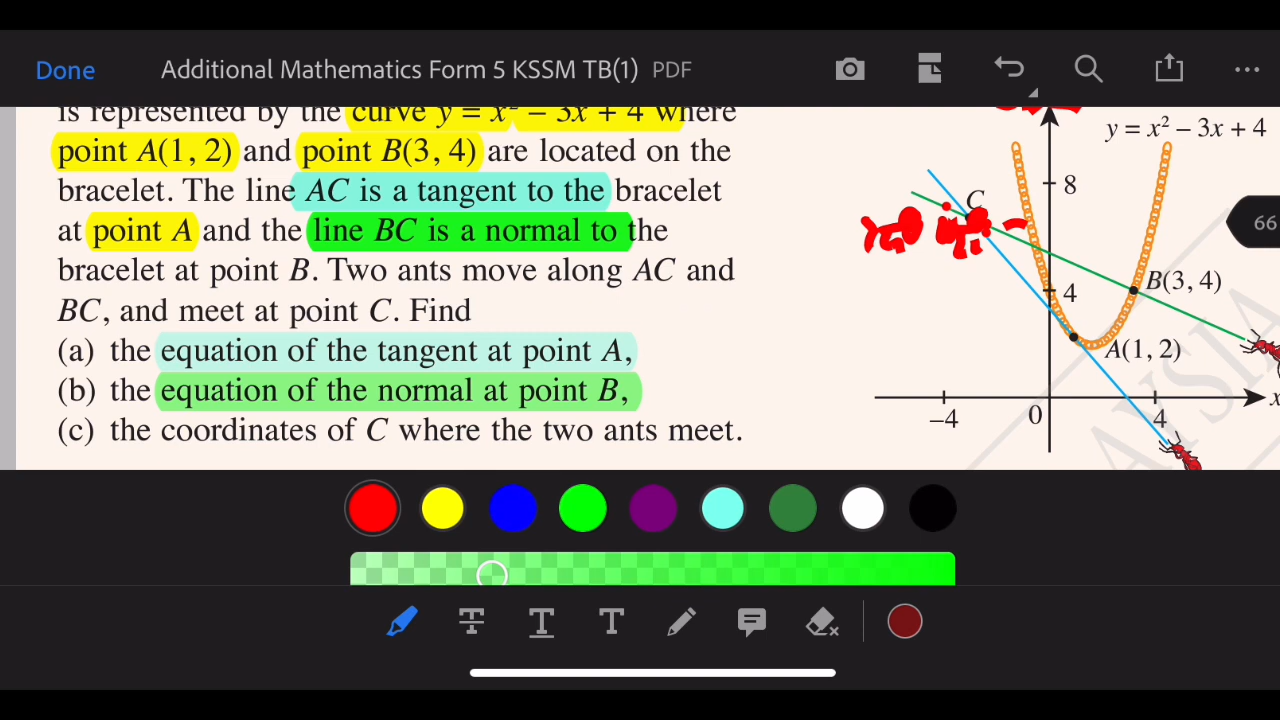 Done Additional Mathematics Form 5 KSSM TB(1) PDF
is represented by the curve y = x² – 3x + 4 where
point A(1, 2) and point B(3, 4) are located on the
bracelet. The line AC is a tangent to the bracelet
at point A and the line BC is a normal to the
bracelet at point B. Two ants move along AC and
BC, and meet at point C. Find
(a) the equation of the tangent at point A,
(b) the equation of the normal at point B,
(c) the coordinates of C where the two ants meet.
y = x² – 3x + 4
8
C
66
B(3, 4)
4
A(1, 2)
–4
0
4
x
AYSIA
T
T
T